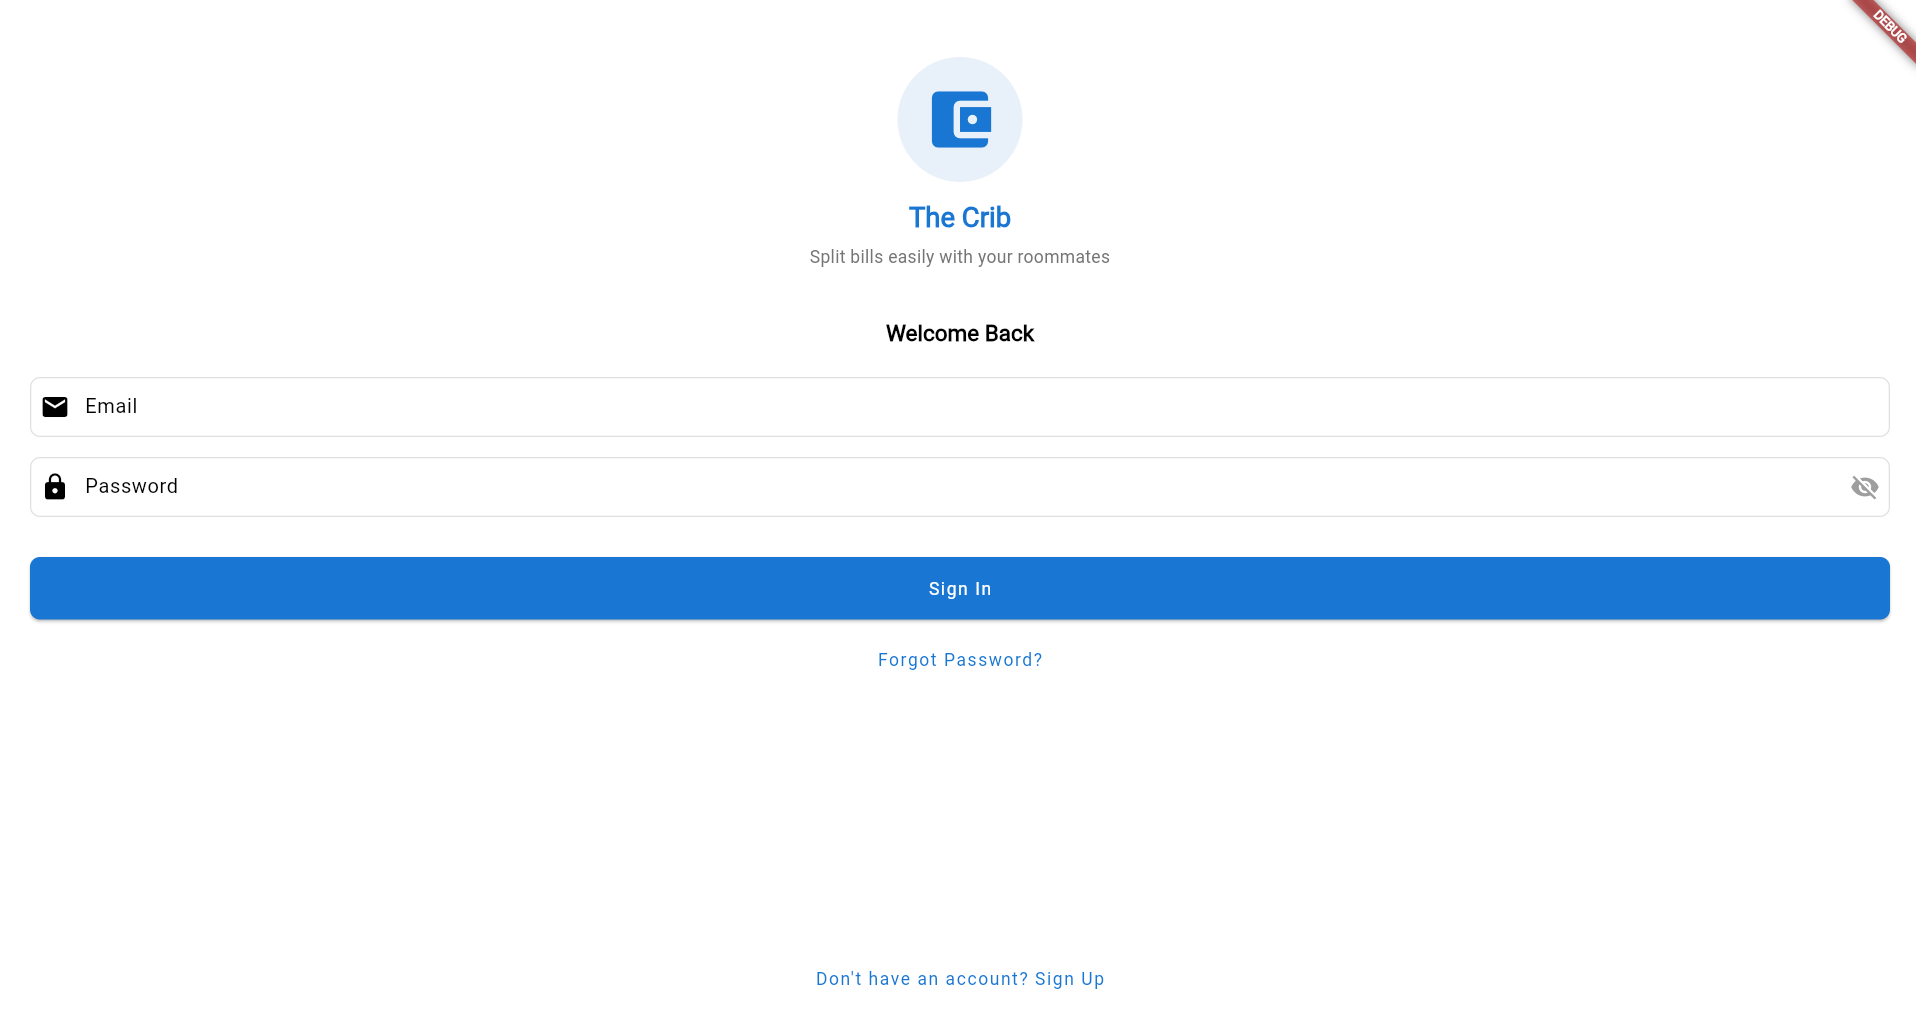 DEBUG
The Crib
Split bills easily with your roommates
Welcome Back
Email
Password
Sign In
Forgot Password?
Don't have an account? Sign Up